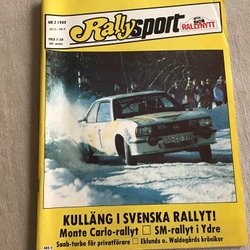 Nr 2 1980
Rallysport
RALLYNYTT
KULLÄNG I SVENSKA RALLYT!
Monte Carlo-rallyt □ SM-rallyt i Ydre
Saab-turbo för privatförare □ Eklunds o. Waldegårds krönikor